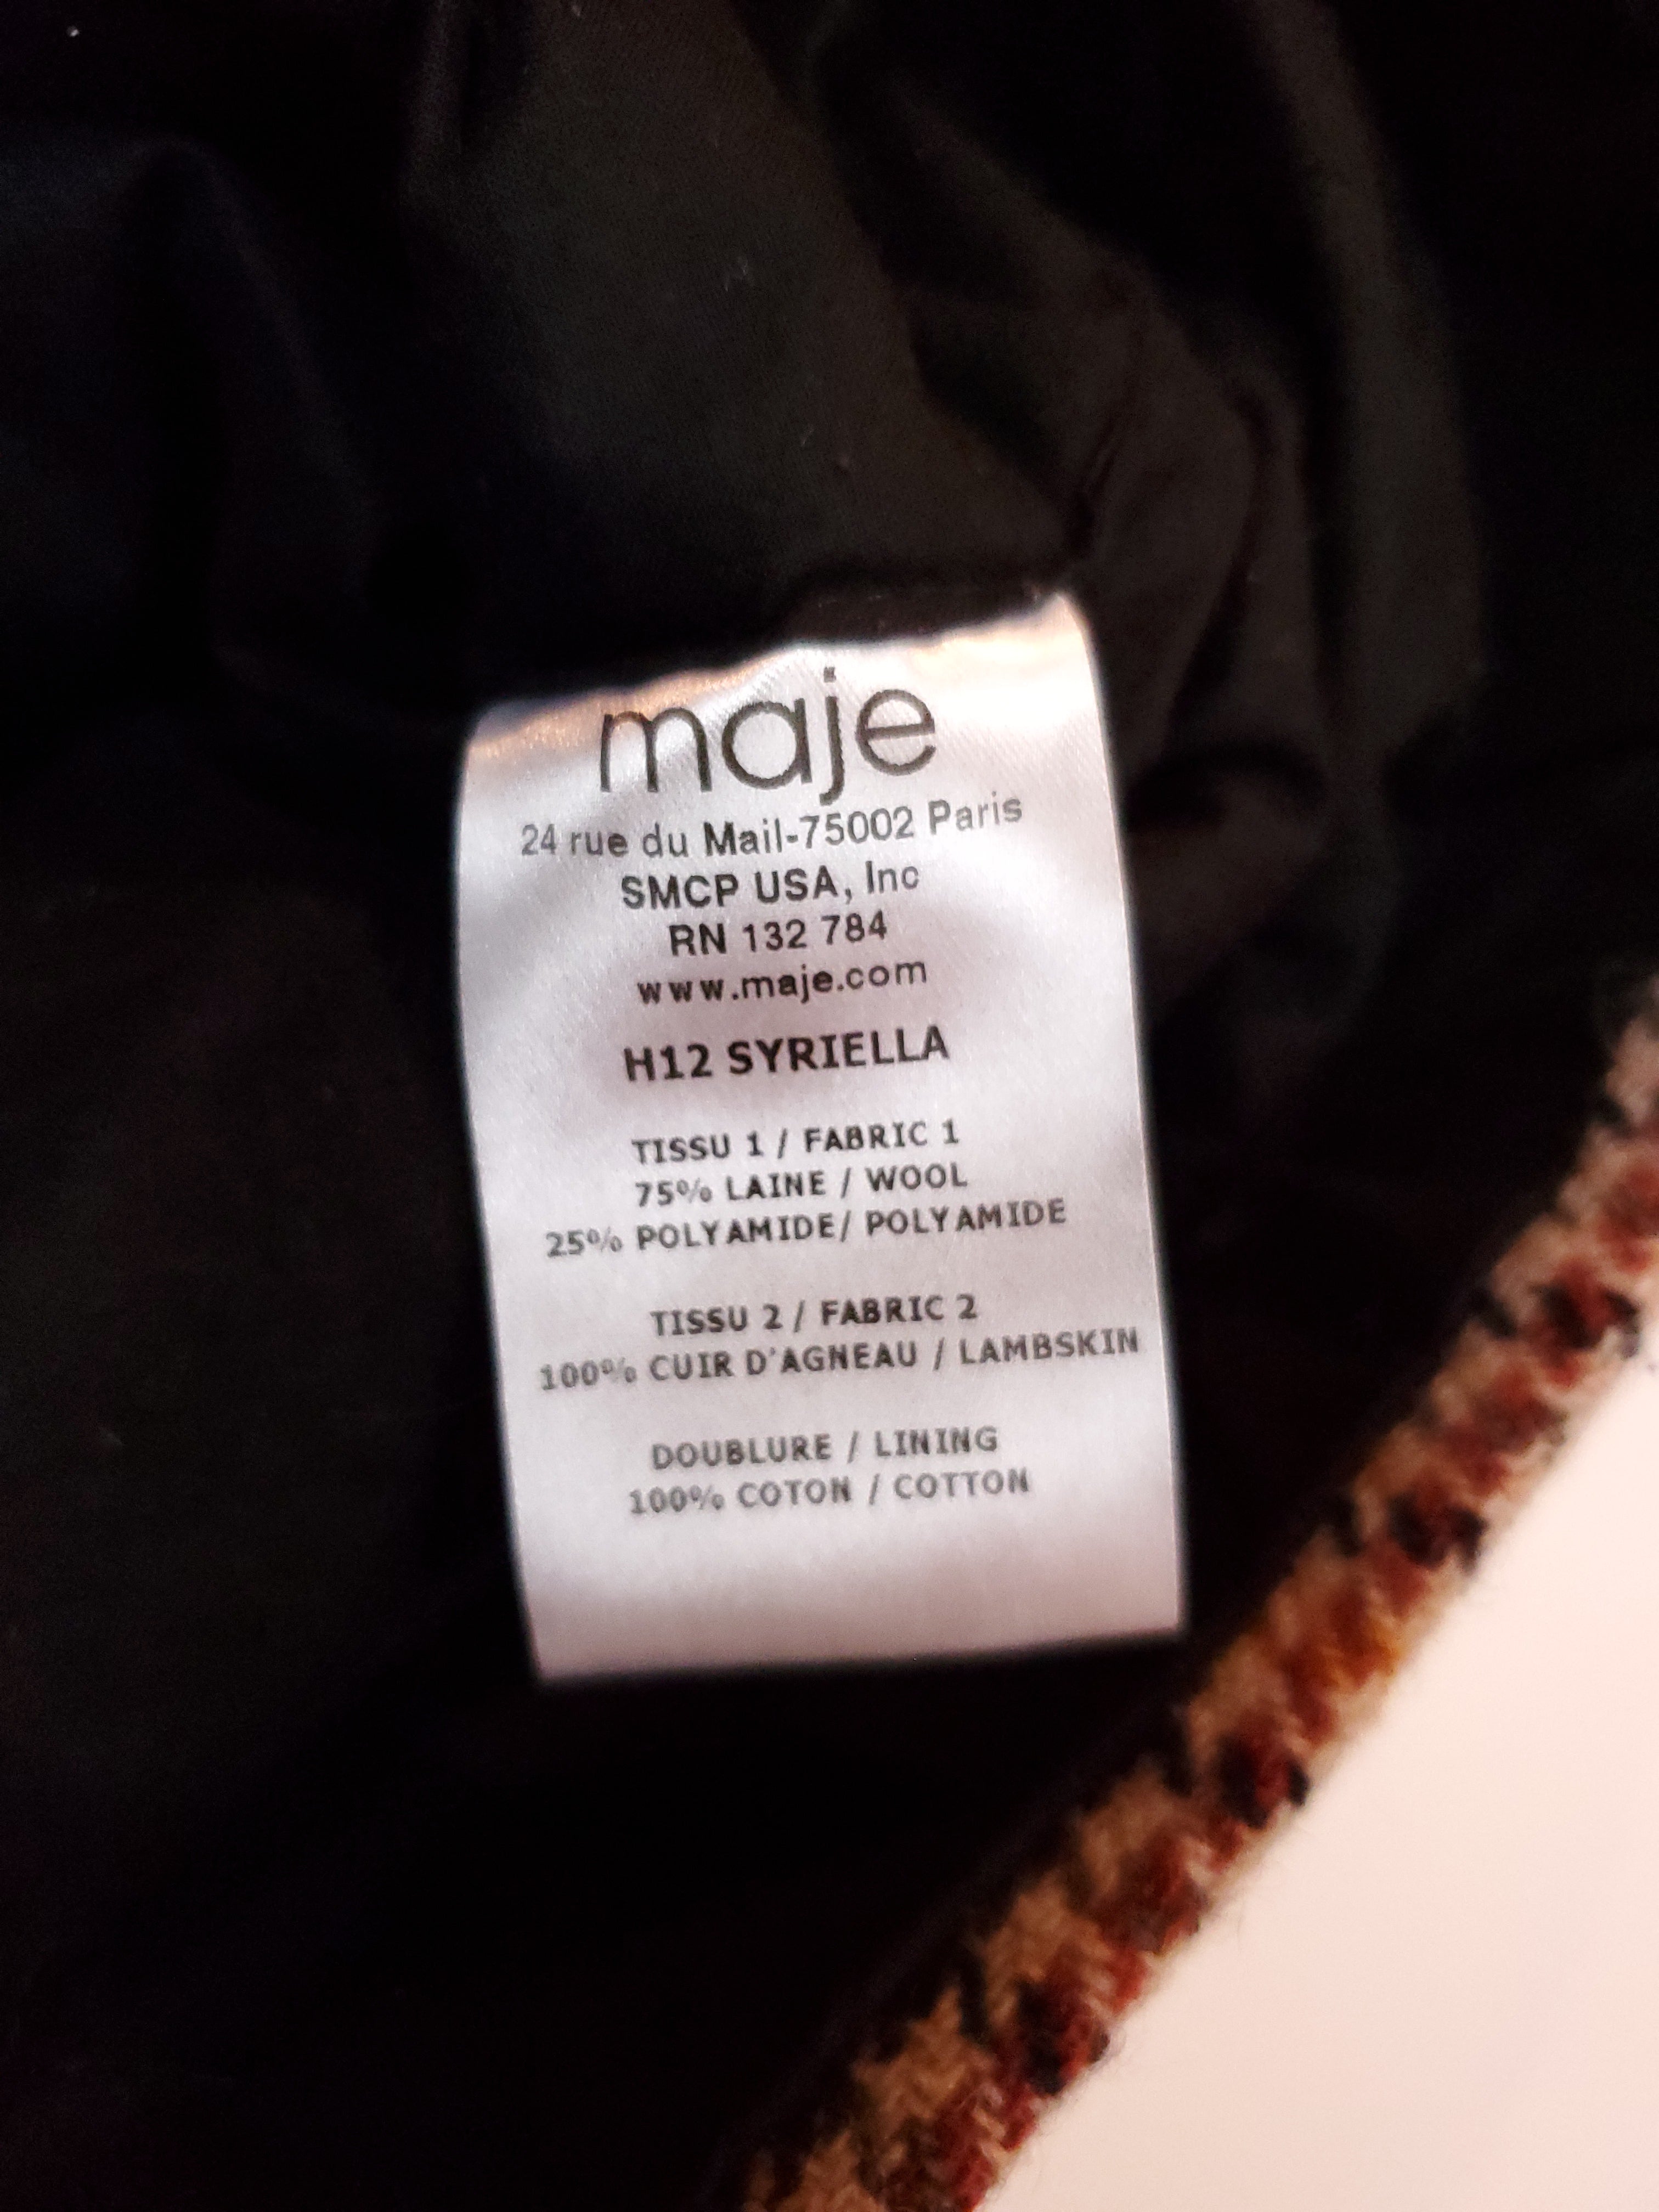 maje
24 rue du Mail-75002 Paris
SMCP USA, Inc
RN 132 784
www.maje.com
H12 SYRIELLA
TISSU 1 / FABRIC 1
75% LAINE / WOOL
25% POLYAMIDE/ POLYAMIDE
TISSU 2 / FABRIC 2
100% CUIR D'AGNEAU / LAMBSKIN
DOUBLURE / LINING
100% COTON / COTTON